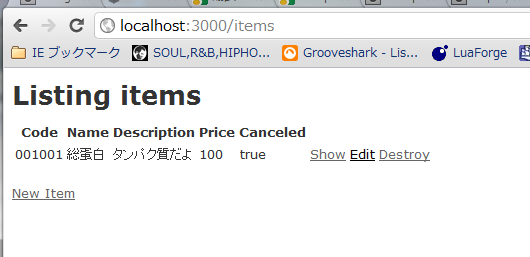 localhost:3000/items
IE ブックマーク SOUL,R&B,HIPHO... Grooveshark - Lis... LuaForge
Listing items
Code Name Description Price Canceled
001001 総蛋白 タンパク質だよ 100 true Show Edit Destroy
New Item